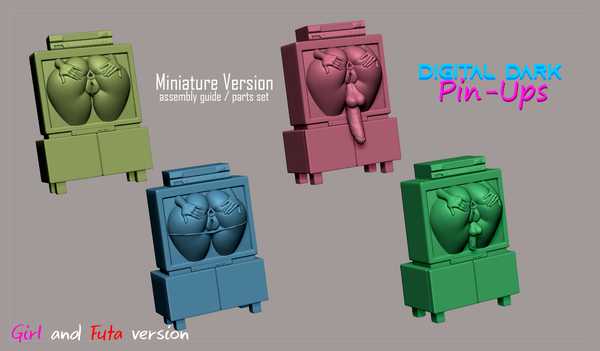 Miniature Version
assembly guide / parts set
DIGITAL DARK
Pin-Ups
Girl and Futa version